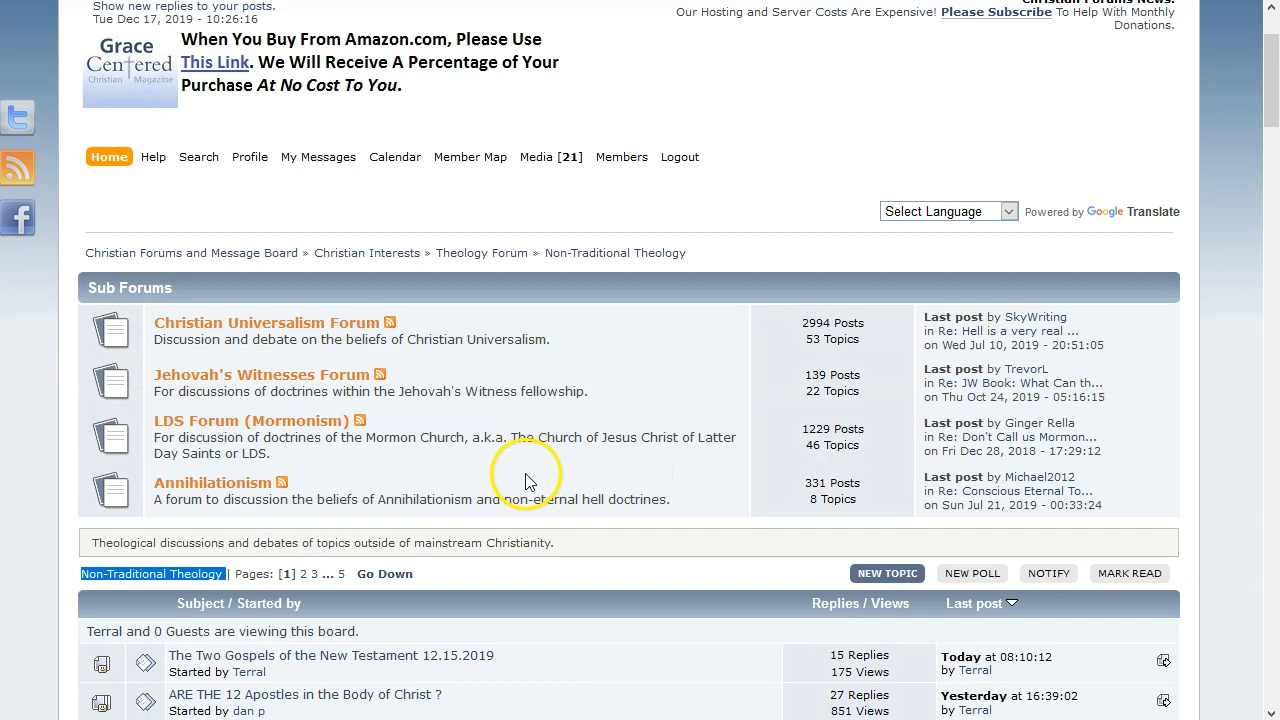 Show new replies to your posts.
Christian Forums News.
Tue Dec 17, 2019 - 10:26:16
Our Hosting and Server Costs Are Expensive! Please Subscribe To Help With Monthly
Donations.
Grace
Centered
Christian Magazine
When You Buy From Amazon.com, Please Use
This Link. We Will Receive A Percentage of Your
Purchase At No Cost To You.
Home Help Search Profile My Messages Calendar Member Map Media [21] Members Logout
Select Language Powered by Google Translate
Christian Forums and Message Board » Christian Interests » Theology Forum » Non-Traditional Theology
Sub Forums
Christian Universalism Forum
Discussion and debate on the beliefs of Christian Universalism.
2994 Posts
53 Topics
Last post by SkyWriting
in Re: Hell is a very real ...
on Wed Jul 10, 2019 - 20:51:05
Jehovah's Witnesses Forum
For discussions of doctrines within the Jehovah's Witness fellowship.
139 Posts
22 Topics
Last post by TrevorL
in Re: JW Book: What Can th...
on Thu Oct 24, 2019 - 05:16:15
LDS Forum (Mormonism)
For discussion of doctrines of the Mormon Church, a.k.a. The Church of Jesus Christ of Latter
Day Saints or LDS.
1229 Posts
46 Topics
Last post by Ginger Rella
in Re: Don't Call us Mormon...
on Fri Dec 28, 2018 - 17:29:12
Annihilationism
A forum to discussion the beliefs of Annihilationism and non-eternal hell doctrines.
331 Posts
8 Topics
Last post by Michael2012
in Re: Conscious Eternal To...
on Sun Jul 21, 2019 - 00:33:24
Theological discussions and debates of topics outside of mainstream Christianity.
Non-Traditional Theology | Pages: [1] 2 3 ... 5 Go Down
NEW TOPIC NEW POLL NOTIFY MARK READ
Subject / Started by Replies / Views Last post
Terral and 0 Guests are viewing this board.
The Two Gospels of the New Testament 12.15.2019
Started by Terral
15 Replies
175 Views
Today at 08:10:12
by Terral
ARE THE 12 Apostles in the Body of Christ ?
Started by dan p
27 Replies
851 Views
Yesterday at 16:39:02
by Terral